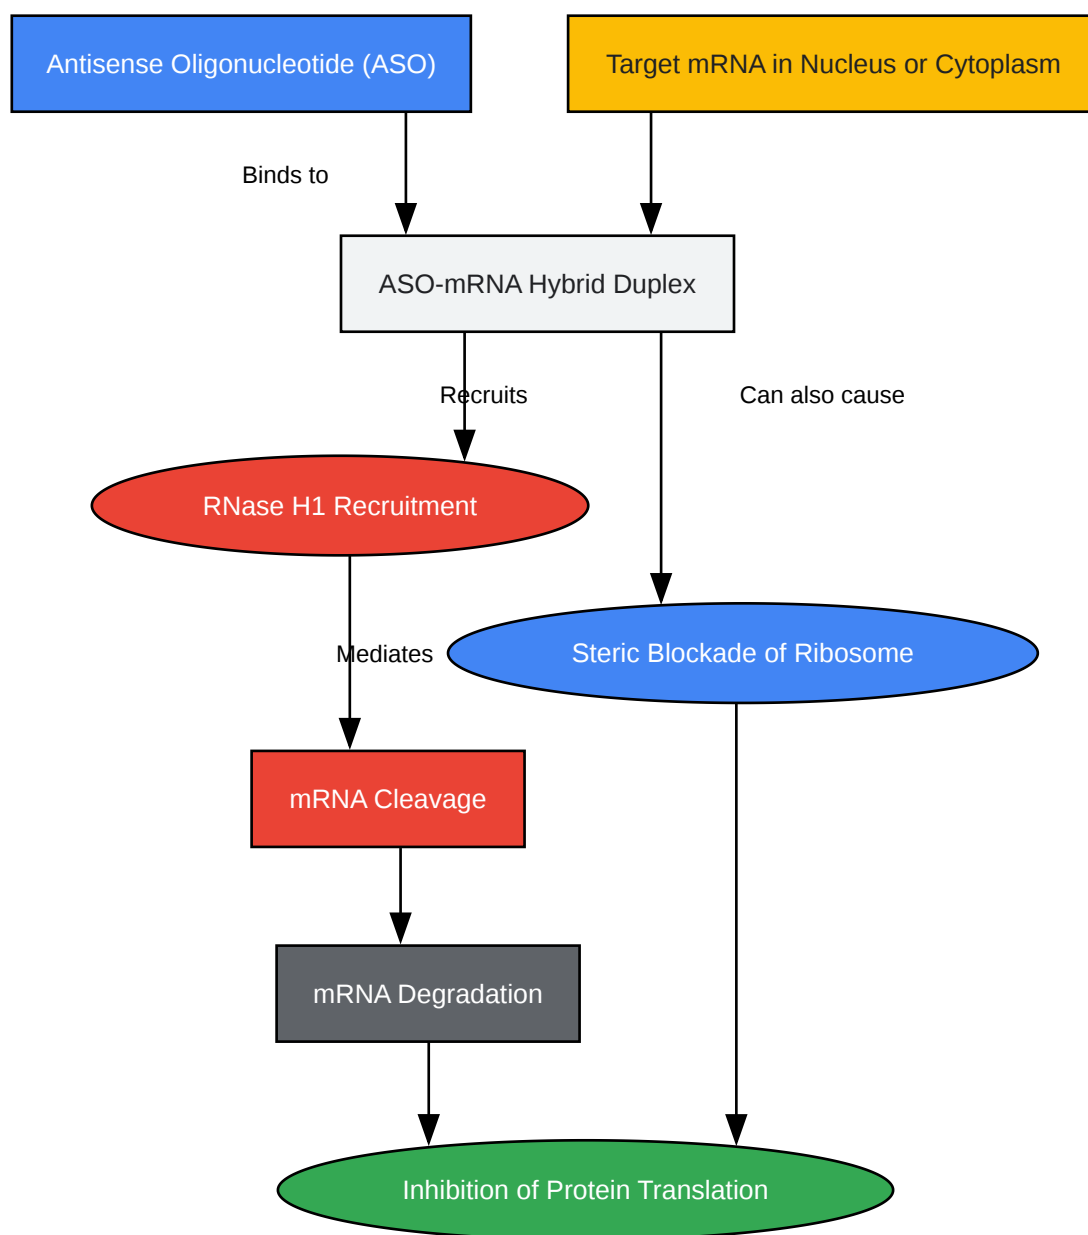 Antisense Oligonucleotide (ASO)
Target mRNA in Nucleus or Cytoplasm
Binds to
ASO-mRNA Hybrid Duplex
Recruits
Can also cause
RNase H1 Recruitment
Mediates
Steric Blockade of Ribosome
mRNA Cleavage
mRNA Degradation
Inhibition of Protein Translation